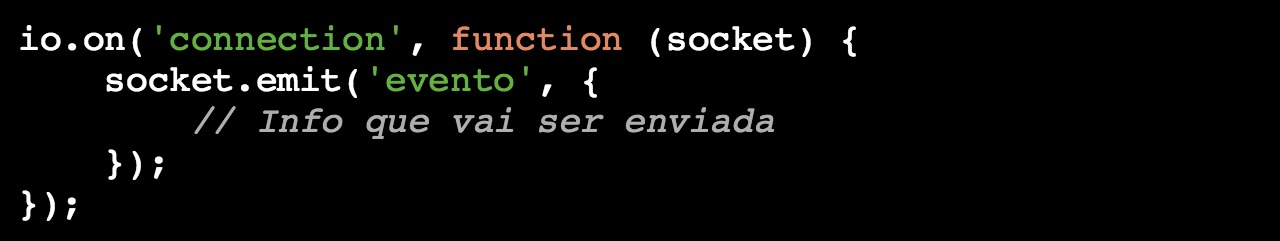 io.on('connection', function (socket) {
    socket.emit('evento', {
        // Info que vai ser enviada
    });
});